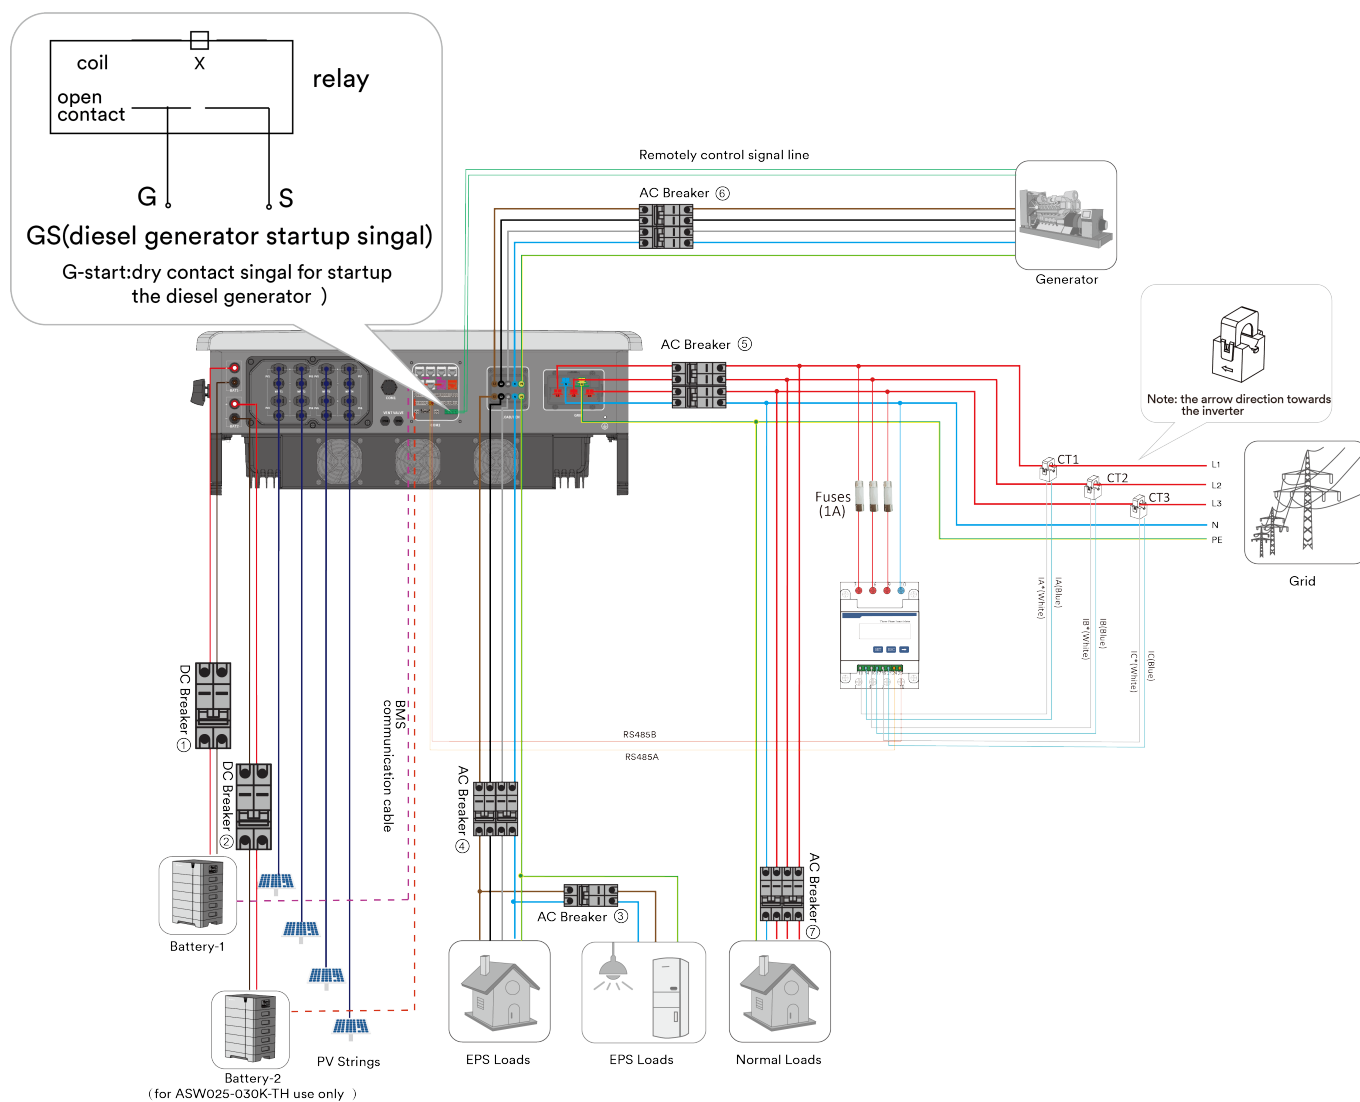 coil
X
relay
open
contact
G
S
GS(diesel generator startup singal)
G-start:dry contact singal for startup
the diesel generator )
Remotely control signal line
AC Breaker ⑥
Generator
AC Breaker ⑤
Note: the arrow direction towards
the inverter
CT1
CT2
CT3
L1
L2
L3
N
PE
Grid
Fuses
(1A)
IA*(White)
IA(Blue)
IB*(White)
IB(Blue)
IC*(White)
IC(Blue)
RS485B
RS485A
DC Breaker ①
DC Breaker ②
BMS
communication cable
AC Breaker ④
AC Breaker ③
AC Breaker ⑦
Battery-1
Battery-2
(for ASW025-030K-TH use only )
PV Strings
EPS Loads
EPS Loads
Normal Loads